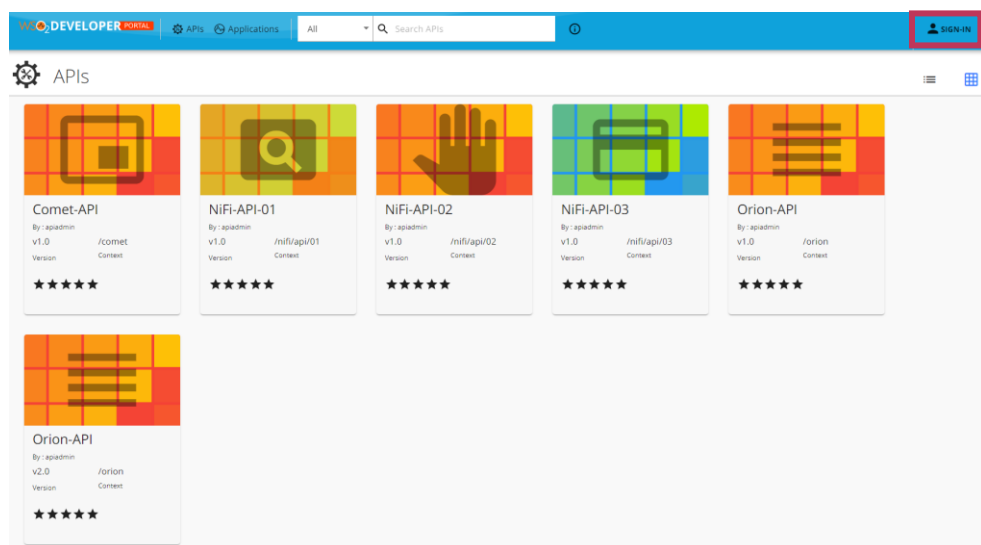 WSO2 DEVELOPER PORTAL APIs Applications All Search APIs SIGN-IN
APIs
Comet-API
By : apiadmin
v1.0 /comet
Version Context
NiFi-API-01
By : apiadmin
v1.0 /nifi/api/01
Version Context
NiFi-API-02
By : apiadmin
v1.0 /nifi/api/02
Version Context
NiFi-API-03
By : apiadmin
v1.0 /nifi/api/03
Version Context
Orion-API
By : apiadmin
v1.0 /orion
Version Context
Orion-API
By : apiadmin
v2.0 /orion
Version Context